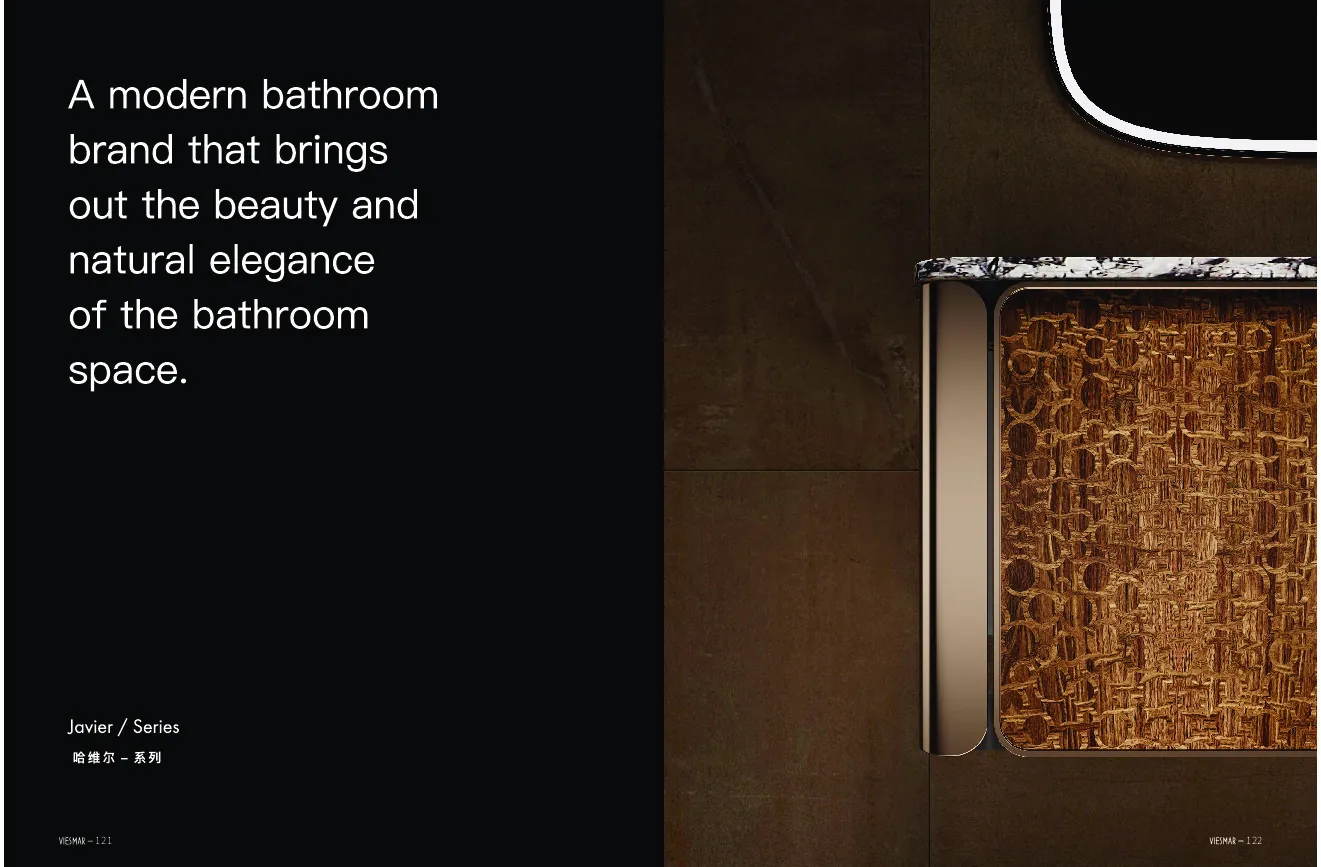 A modern bathroom
brand that brings
out the beauty and
natural elegance
of the bathroom
space.
Javier / Series
哈维尔 – 系列
VIESMAR – 121
VIESMAR – 122